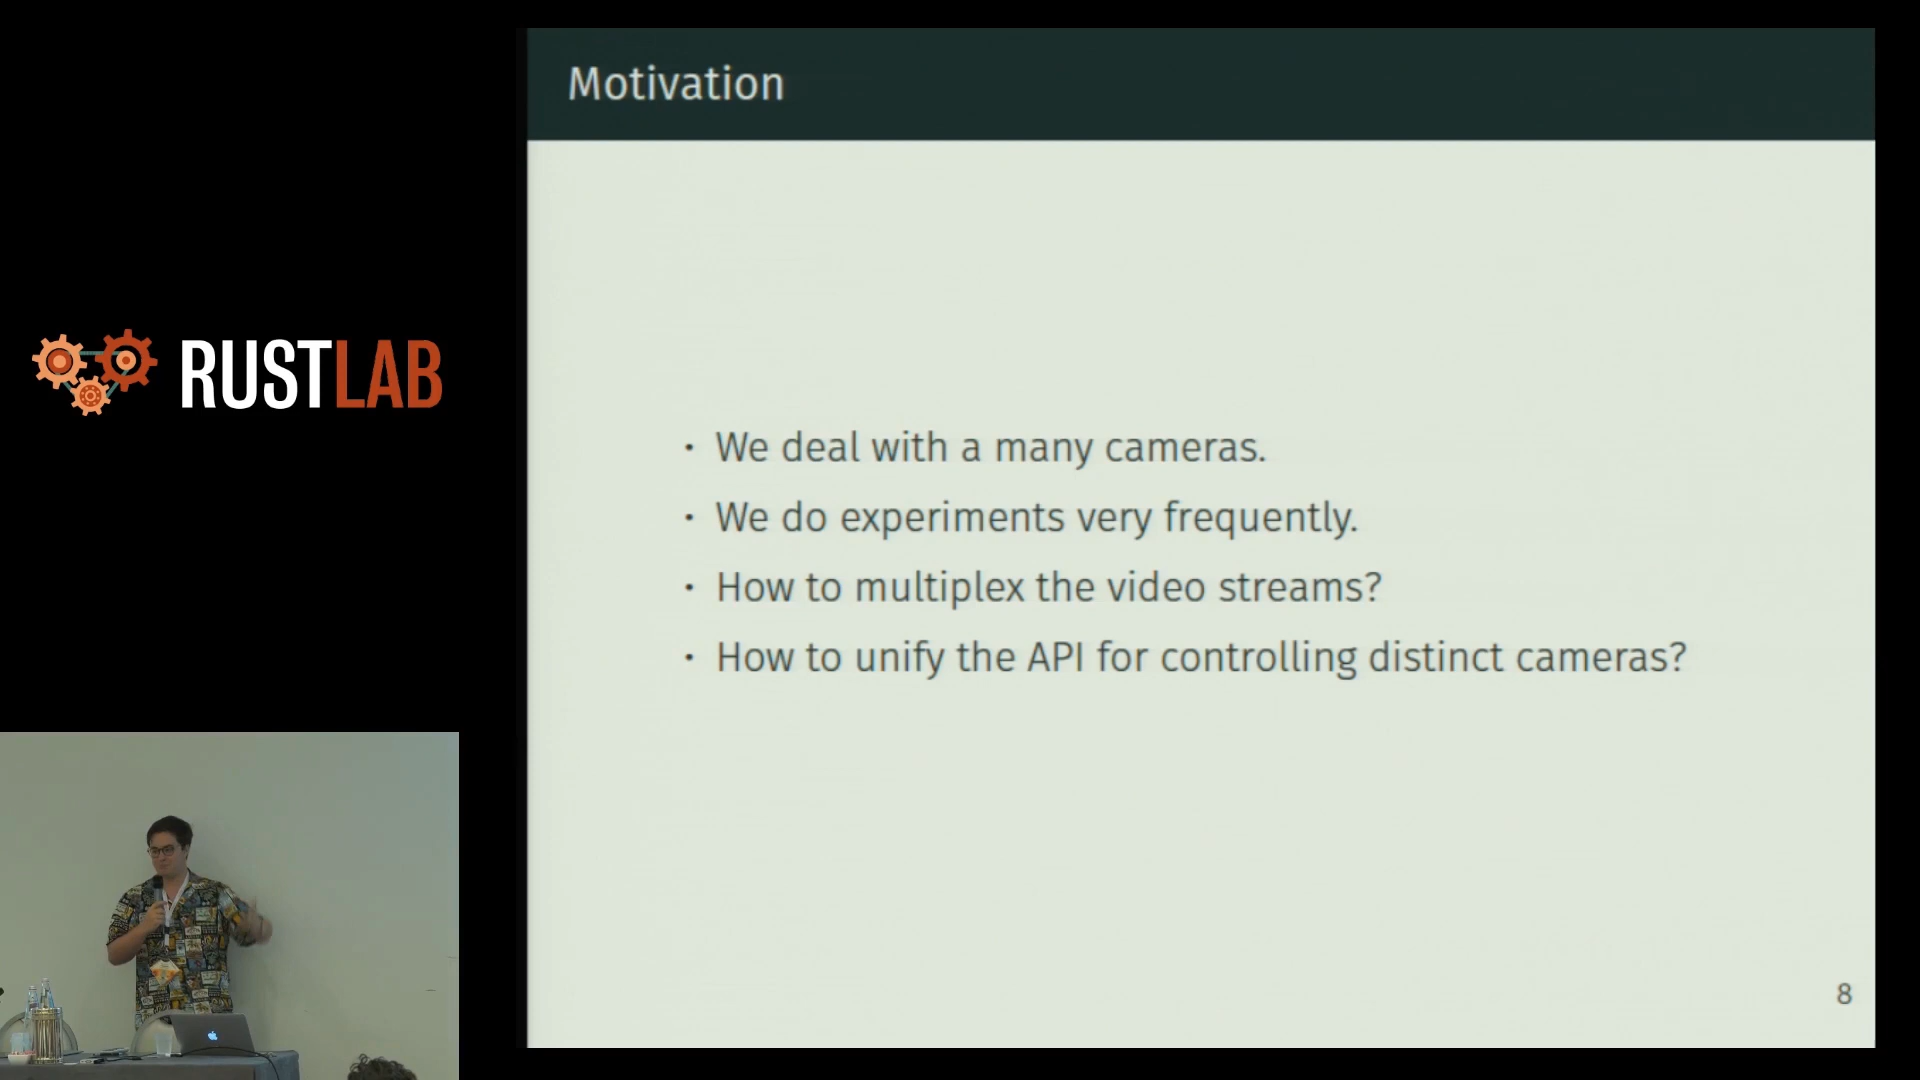 Motivation
RUSTLAB
• We deal with a many cameras.
• We do experiments very frequently.
• How to multiplex the video streams?
• How to unify the API for controlling distinct cameras?
8